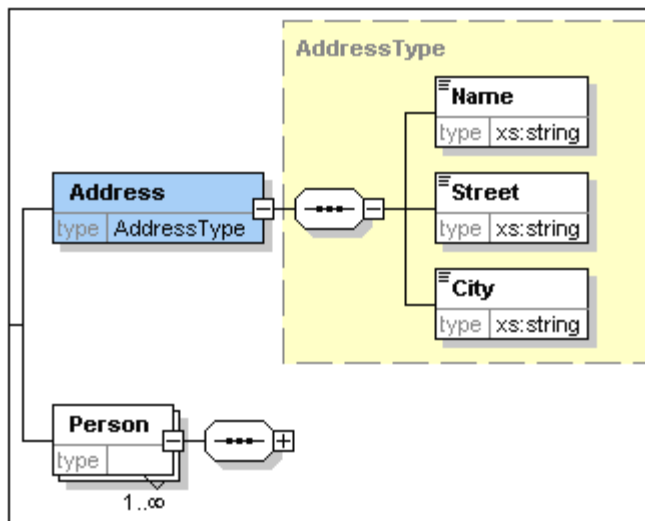 AddressType
Name
type xs:string
Address
type AddressType
Street
type xs:string
City
type xs:string
Person
type
1..∞